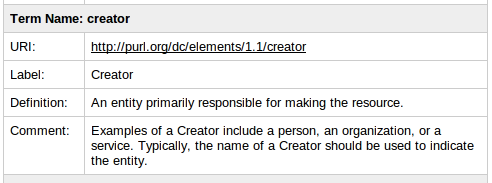 Term Name: creator
URI: http://purl.org/dc/elements/1.1/creator
Label: Creator
Definition: An entity primarily responsible for making the resource.
Comment: Examples of a Creator include a person, an organization, or a
service. Typically, the name of a Creator should be used to indicate
the entity.